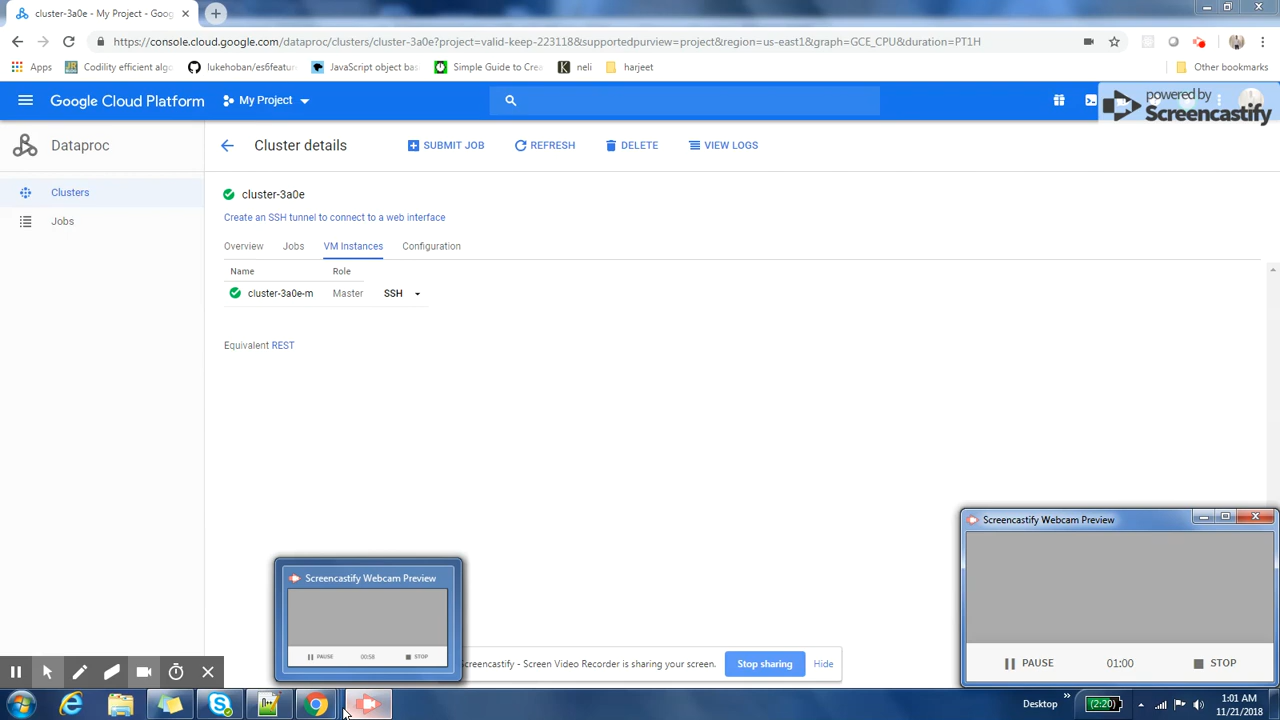 cluster-3a0e - My Project - Goog
https://console.cloud.google.com/dataproc/clusters/cluster-3a0e?project=valid-keep-223118&supportedpurview=project&region=us-east1&graph=GCE_CPU&duration=PT1H
Apps
Codility efficient algo
lukehoban/es6featur
JavaScript object bas
Simple Guide to Crea
neli
harjeet
Other bookmarks
Google Cloud Platform
My Project
powered by
Screencastify
Dataproc
Cluster details
SUBMIT JOB
REFRESH
DELETE
VIEW LOGS
Clusters
cluster-3a0e
Create an SSH tunnel to connect to a web interface
Jobs
Overview
Jobs
VM Instances
Configuration
Name
Role
cluster-3a0e-m
Master
SSH
Equivalent REST
Screencastify Webcam Preview
Screencastify Webcam Preview
PAUSE
00:58
STOP
Screencastify - Screen Video Recorder is sharing your screen.
Stop sharing
Hide
PAUSE
01:00
STOP
Desktop
(2:20)
1:01 AM
11/21/2018